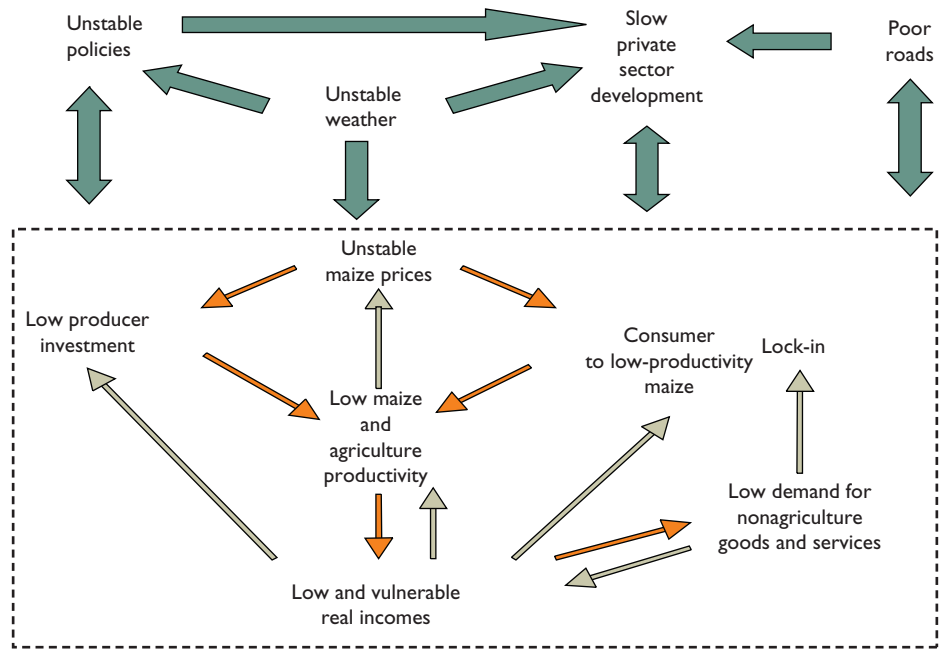 Unstable
policies
Slow
private
sector
development
Poor
roads
Unstable
weather
Unstable
maize prices
Low producer
investment
Consumer
to low-productivity
maize
Lock-in
Low maize
and
agriculture
productivity
Low demand for
nonagriculture
goods and services
Low and vulnerable
real incomes